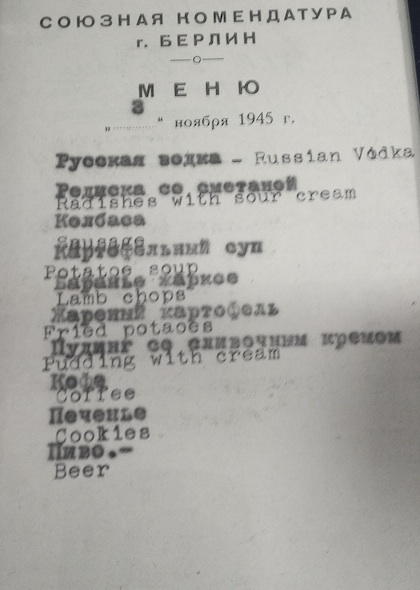 СОЮЗНАЯ КОМЕНДАТУРА
г. БЕРЛИН
МЕНЮ
3
„............“ ноября 1945 г.
Русская водка - Russian Vodka
Редиска со сметаной
Radishes with sour cream
Колбаса
Sausage
Картофельный суп
Potatoe soup
Баранье жаркое
Lamb chops
Жареный картофель
Fried potaoes
Пудинг со сливочным кремом
Pudding with cream
Кофе
Coffee
Печенье
Cookies
Пиво.-
Beer